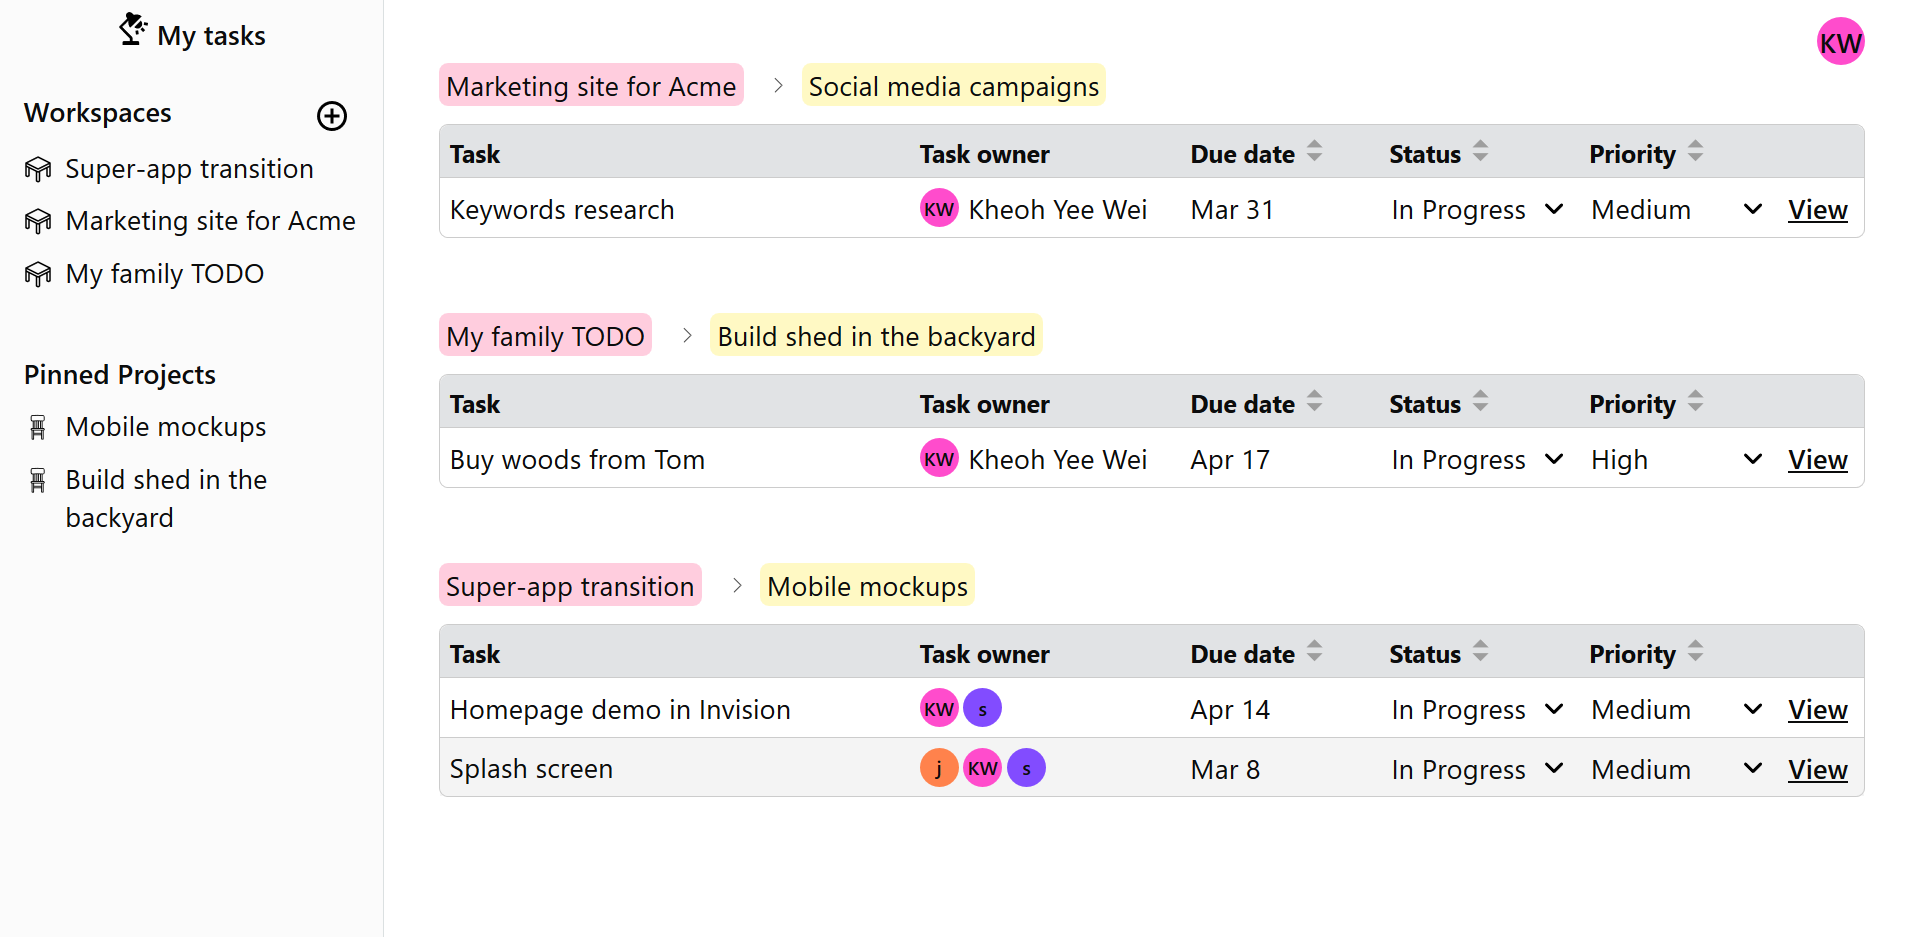 My tasks
Workspaces
Super-app transition
Marketing site for Acme
My family TODO
Pinned Projects
Mobile mockups
Build shed in the
backyard
KW
Marketing site for Acme > Social media campaigns
Task Task owner Due date Status Priority
Keywords research KW Kheoh Yee Wei Mar 31 In Progress Medium View
My family TODO > Build shed in the backyard
Task Task owner Due date Status Priority
Buy woods from Tom KW Kheoh Yee Wei Apr 17 In Progress High View
Super-app transition > Mobile mockups
Task Task owner Due date Status Priority
Homepage demo in Invision KW s Apr 14 In Progress Medium View
Splash screen j KW s Mar 8 In Progress Medium View